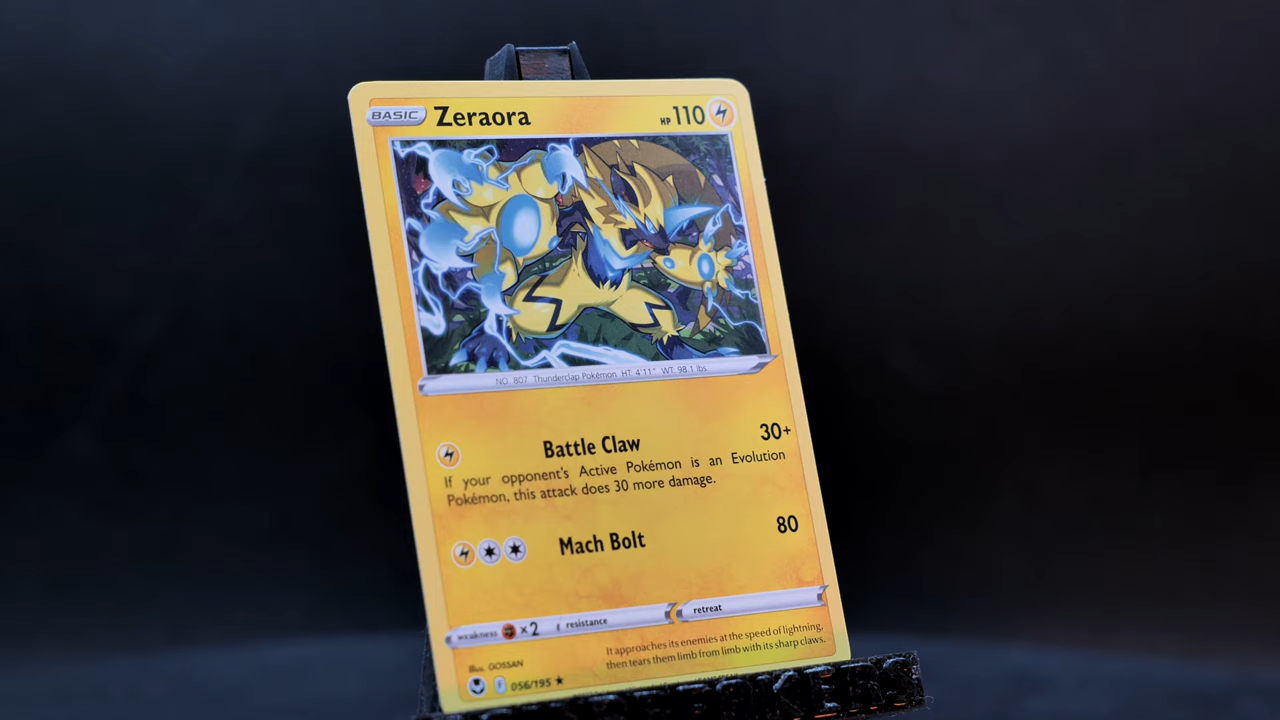 BASIC Zeraora HP 110
NO. 807 Thunderclap Pokémon HT: 4'11" WT: 98.1 lbs.
Battle Claw 30+
If your opponent's Active Pokémon is an Evolution
Pokémon, this attack does 30 more damage.
Mach Bolt 80
weakness ×2 resistance retreat
It approaches its enemies at the speed of lightning,
then tears them limb from limb with its sharp claws.
Illus. GOSSAN
F 056/195 ★